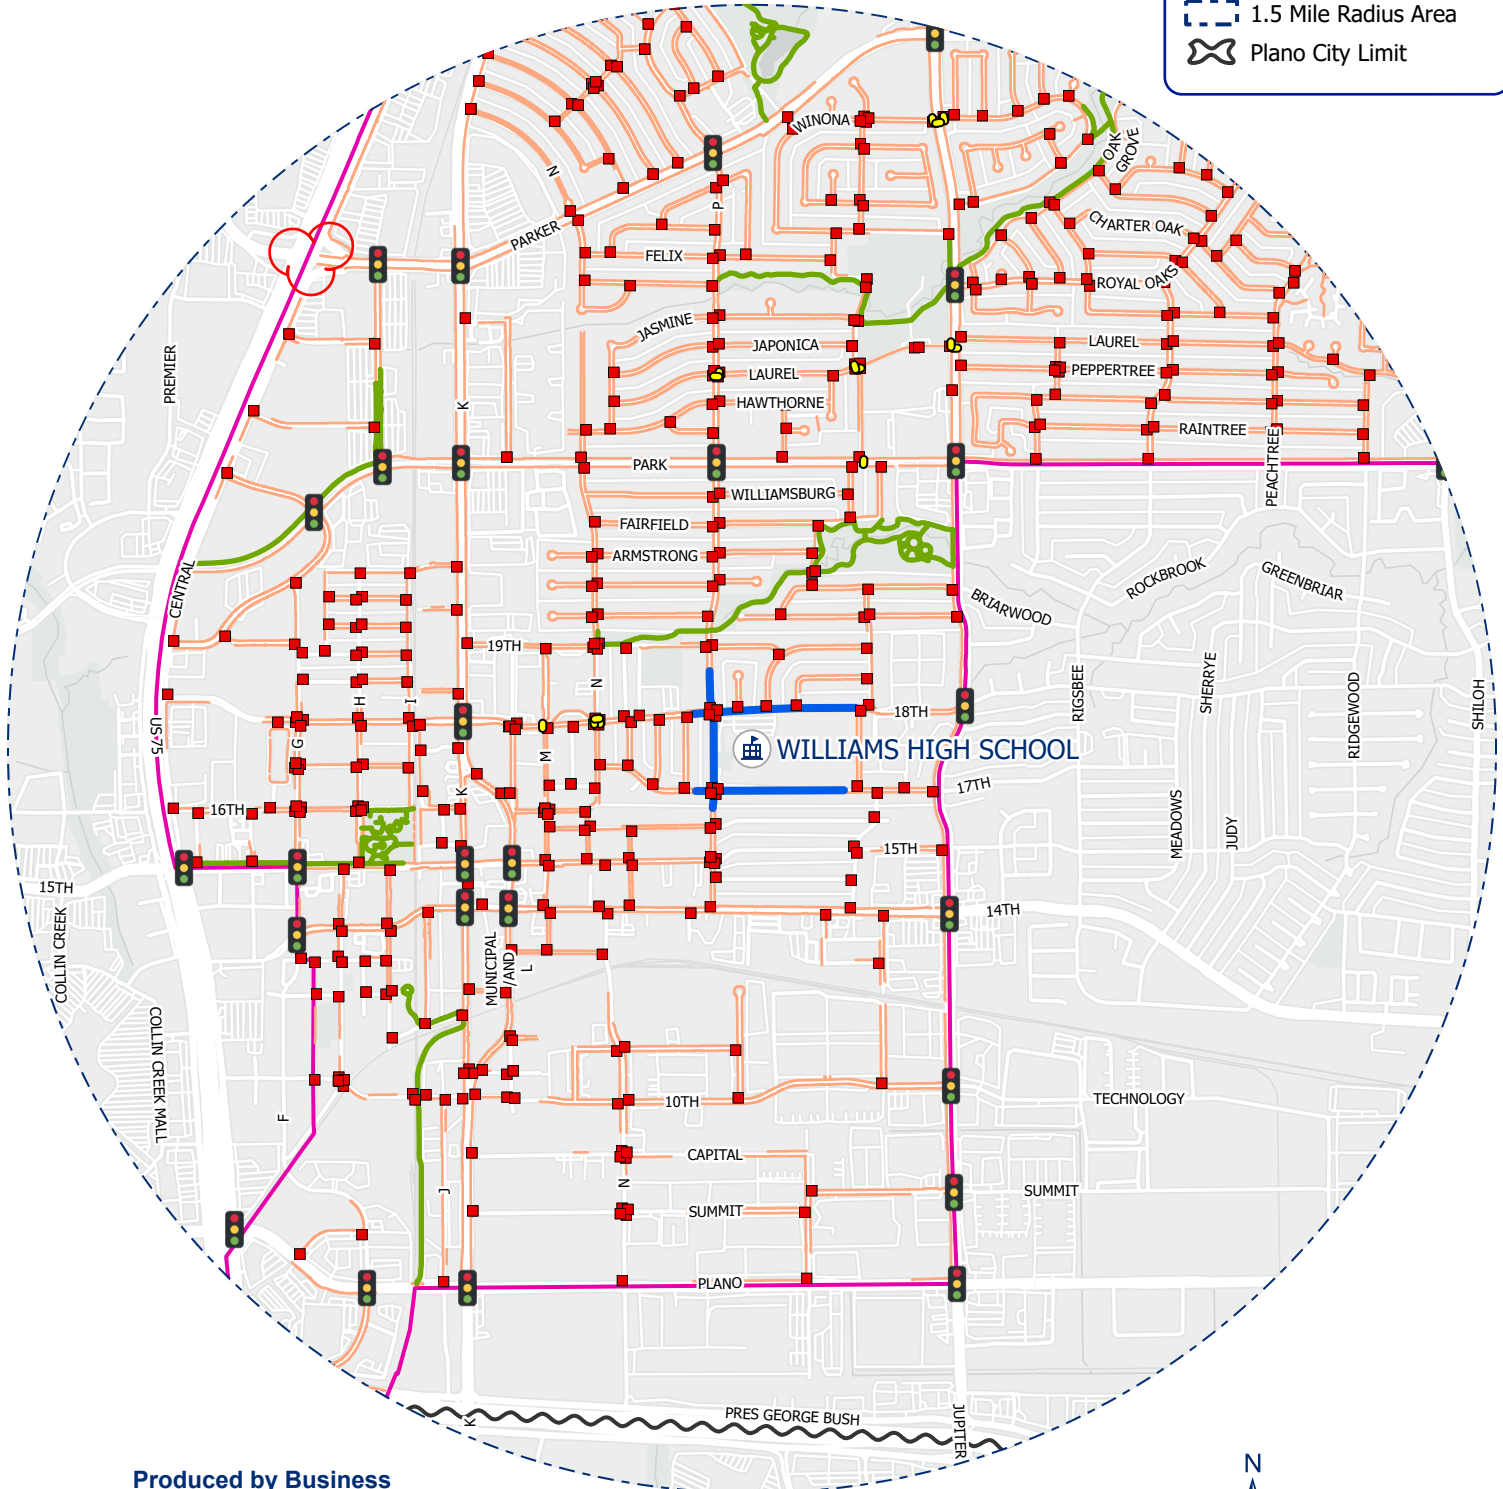 1.5 Mile Radius Area
Plano City Limit
WINONA
OAK
GROVE
N
P
PARKER
CHARTER OAK
FELIX
ROYAL OAKS
JASMINE
JAPONICA
LAUREL
PREMIER
LAUREL
PEPPERTREE
K
HAWTHORNE
RAINTREE
PARK
PEACHTREE
WILLIAMSBURG
FAIRFIELD
ARMSTRONG
CENTRAL
ROCKBROOK
GREENBRIAR
BRIARWOOD
19TH
N
H
I
RIGSBEE
SHERRYE
RIDGEWOOD
SHILOH
18TH
US 75
G
M
WILLIAMS HIGH SCHOOL
K
17TH
16TH
MEADOWS
JUDY
15TH
15TH
14TH
COLLIN CREEK
MUNICIPAL
/AND
L
COLLIN CREEK MALL
F
10TH
TECHNOLOGY
CAPITAL
J
N
SUMMIT
SUMMIT
PLANO
PRES GEORGE BUSH
K
JUPITER
N
Produced by Business